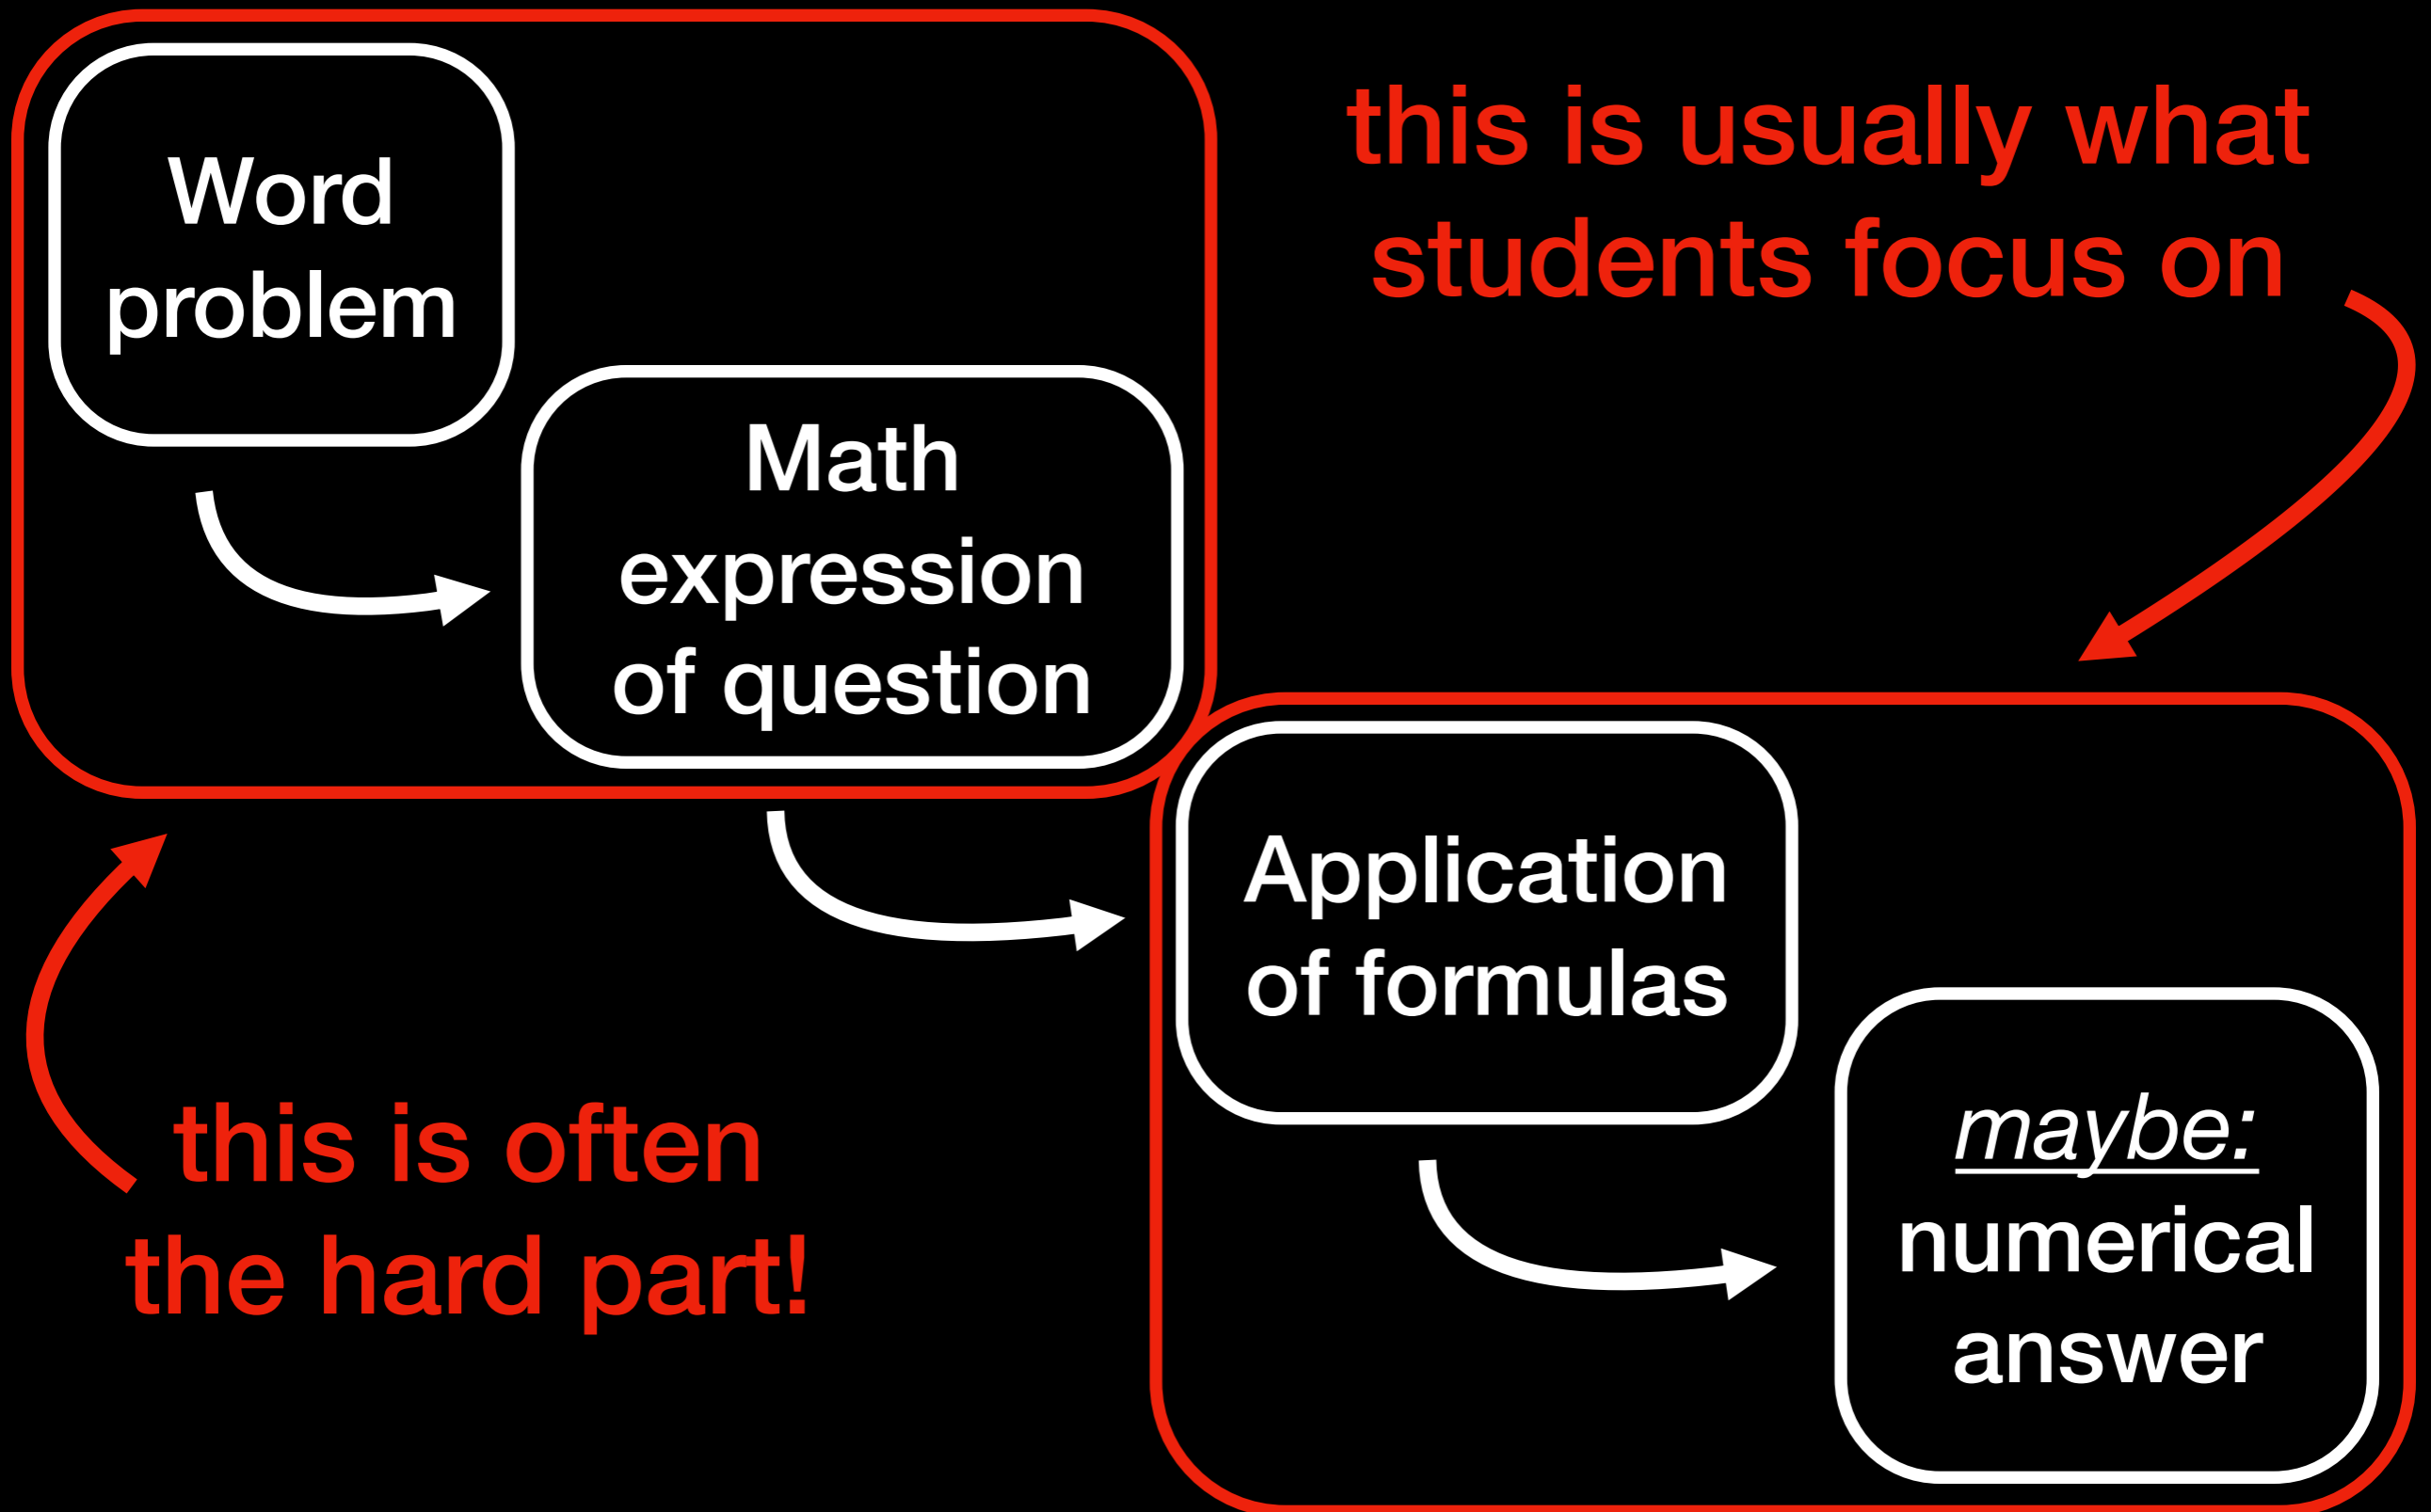 Word
problem
this is usually what
students focus on
Math
expression
of question
Application
of formulas
this is often
the hard part!
maybe:
numerical
answer